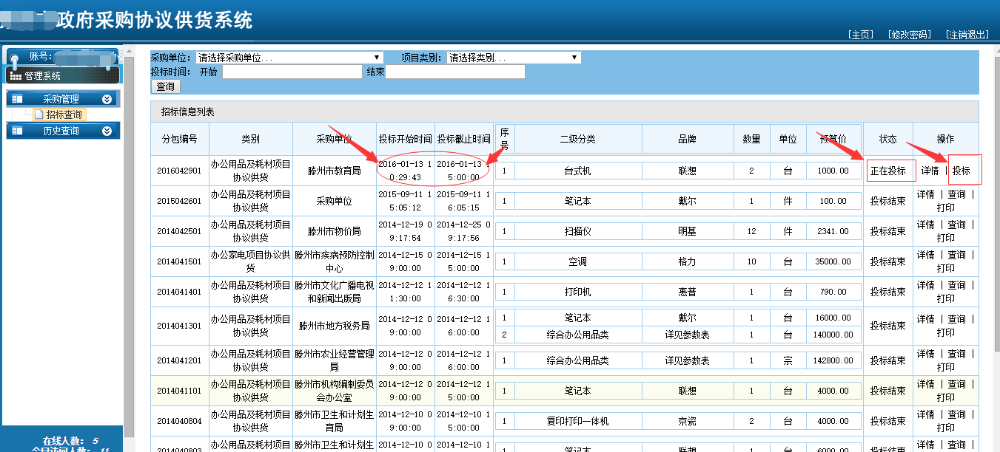 政府采购协议供货系统
[主页] [修改密码] [注销退出]
账号:
管理系统
采购管理
招标查询
历史查询
采购单位: 请选择采购单位... 项目类别: 请选择类别...
投标时间: 开始 结束
查询
招标信息列表
分包编号 类别 采购单位 投标开始时间 投标截止时间 序号 二级分类 品牌 数量 单位 预算价 状态 操作
2016042901 办公用品及耗材项目协议供货 滕州市教育局 2016-01-13 10:29:43 2016-01-13 15:00:00 1 台式机 联想 2 台 1000.00 正在投标 详情 | 投标
2015042601 办公用品及耗材项目协议供货 采购单位 2015-09-11 15:05:12 2015-09-11 16:05:15 1 笔记本 戴尔 1 件 100.00 投标结束 详情 | 查询 | 打印
2014042501 办公用品及耗材项目协议供货 滕州市物价局 2014-12-19 09:17:54 2014-12-25 09:17:56 1 扫描仪 明基 12 件 2341.00 投标结束 详情 | 查询 | 打印
2014041501 办公家电项目协议供货 滕州市疾病预防控制中心 2014-12-15 09:00:00 2014-12-15 15:00:00 1 空调 格力 10 台 35000.00 投标结束 详情 | 查询 | 打印
2014041401 办公用品及耗材项目协议供货 滕州市文化广播电视和新闻出版局 2014-12-12 11:30:00 2014-12-12 16:30:00 1 打印机 惠普 1 台 790.00 投标结束 详情 | 查询 | 打印
2014041301 办公用品及耗材项目协议供货 滕州市地方税务局 2014-12-12 09:00:00 2014-12-12 16:00:00 1 笔记本 戴尔 1 台 16000.00 投标结束 详情 | 查询 | 打印
2 综合办公用品类 详见参数表 1 台 140000.00
2014041201 办公用品及耗材项目协议供货 滕州市农业经营管理局 2014-12-12 09:00:00 2014-12-12 16:00:00 1 综合办公用品类 详见参数表 1 宗 142800.00 投标结束 详情 | 查询 | 打印
2014041101 办公用品及耗材项目协议供货 滕州市机构编制委员会办公室 2014-12-12 09:00:00 2014-12-12 15:00:00 1 笔记本 联想 1 台 4000.00 投标结束 详情 | 查询 | 打印
2014040804 办公用品及耗材项目协议供货 滕州市卫生和计划生育局 2014-12-10 09:00:00 2014-12-10 15:00:00 1 复印打印一体机 京瓷 2 台 4000.00 投标结束 详情 | 查询 | 打印
2014040803 办公用品及耗材项目 滕州市卫生和计划生 2014-12-10 0 2014-12-10 1 1 笔记本 联想 1 台 6000.00 投标结束 详情 | 查询 |
在线人数: 5
今日访问人数: 11